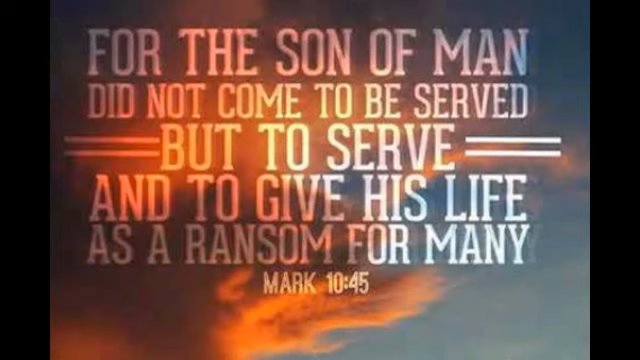 FOR THE SON OF MAN
DID NOT COME TO BE SERVED
BUT TO SERVE
AND TO GIVE HIS LIFE
AS A RANSOM FOR MANY
MARK 10:45